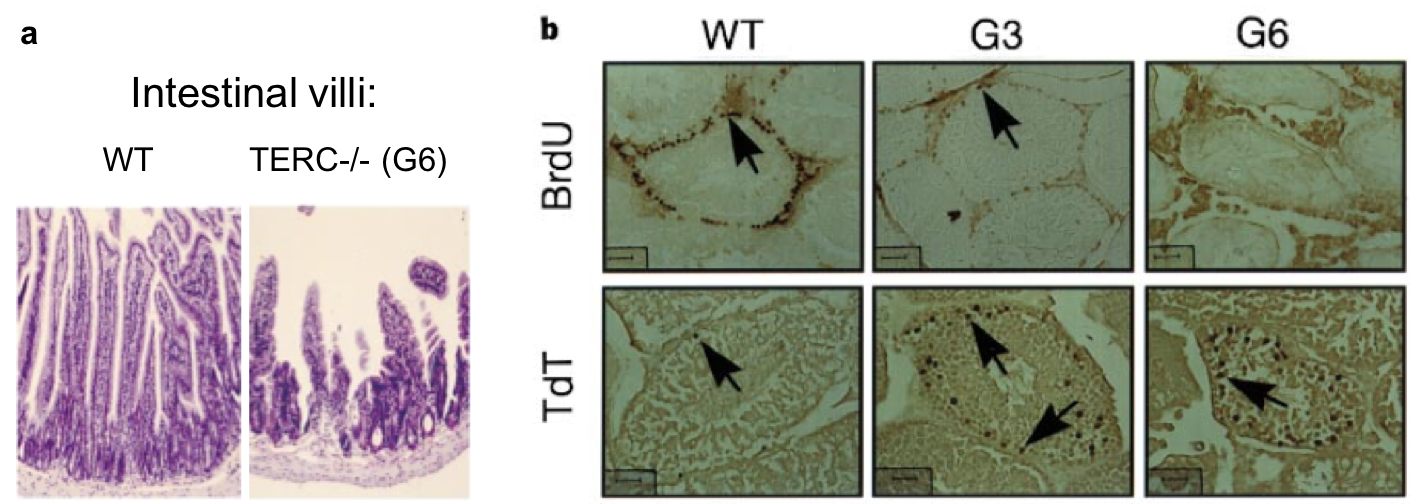 a
Intestinal villi:
WT
TERC-/- (G6)
b
WT
G3
G6
BrdU
TdT